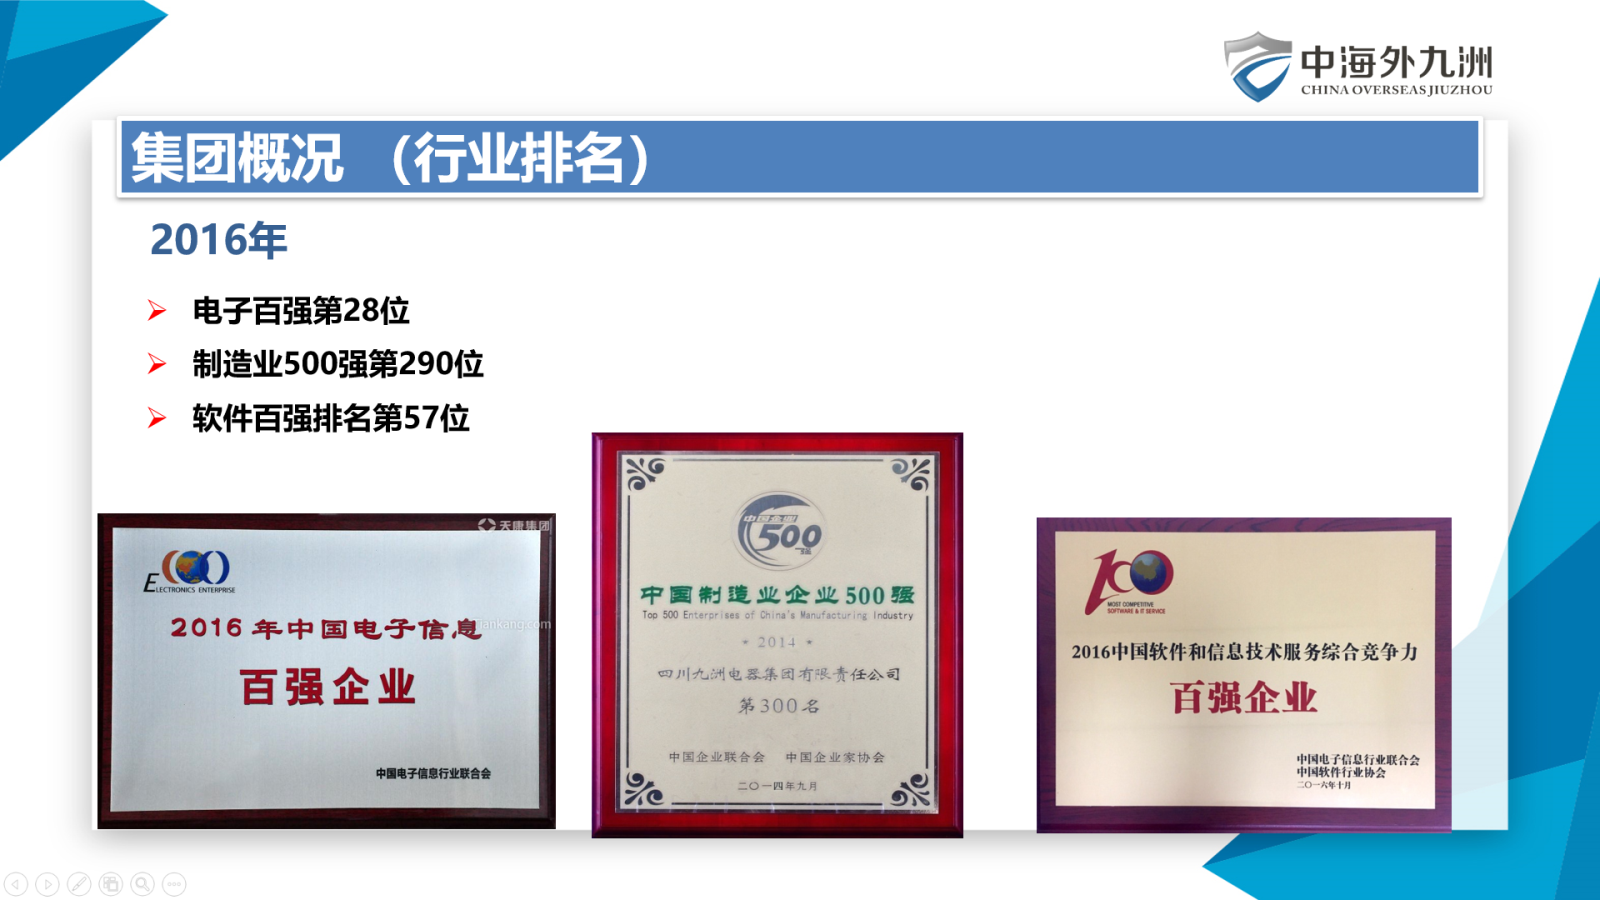 中海外九洲
CHINA OVERSEAS JIUZHOU
集团概况 （行业排名）
2016年
电子百强第28位
制造业500强第290位
软件百强排名第57位
天康集团
ELECTRONICS ENTERPRISE
2016年中国电子信息
tiankang.com
百强企业
中国电子信息行业联合会
中国企业
500强
中国制造业企业500强
Top 500 Enterprises of China's Manufacturing Industry
2014
四川九洲电器集团有限责任公司
第300名
中国企业联合会 中国企业家协会
二〇一四年九月
100
MOST COMPETITIVE
SOFTWARE & IT SERVICE
2016中国软件和信息技术服务综合竞争力
百强企业
中国电子信息行业联合会
中国软件行业协会
二〇一六年十月